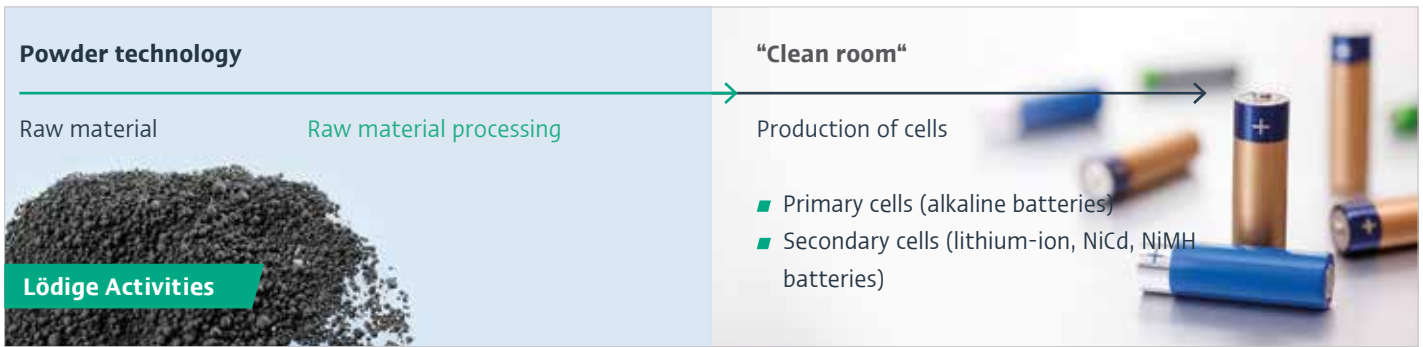 Powder technology
“Clean room“
Raw material
Raw material processing
Production of cells
Primary cells (alkaline batteries)
Secondary cells (lithium-ion, NiCd, NiMH
batteries)
Lödige Activities
+
+
+